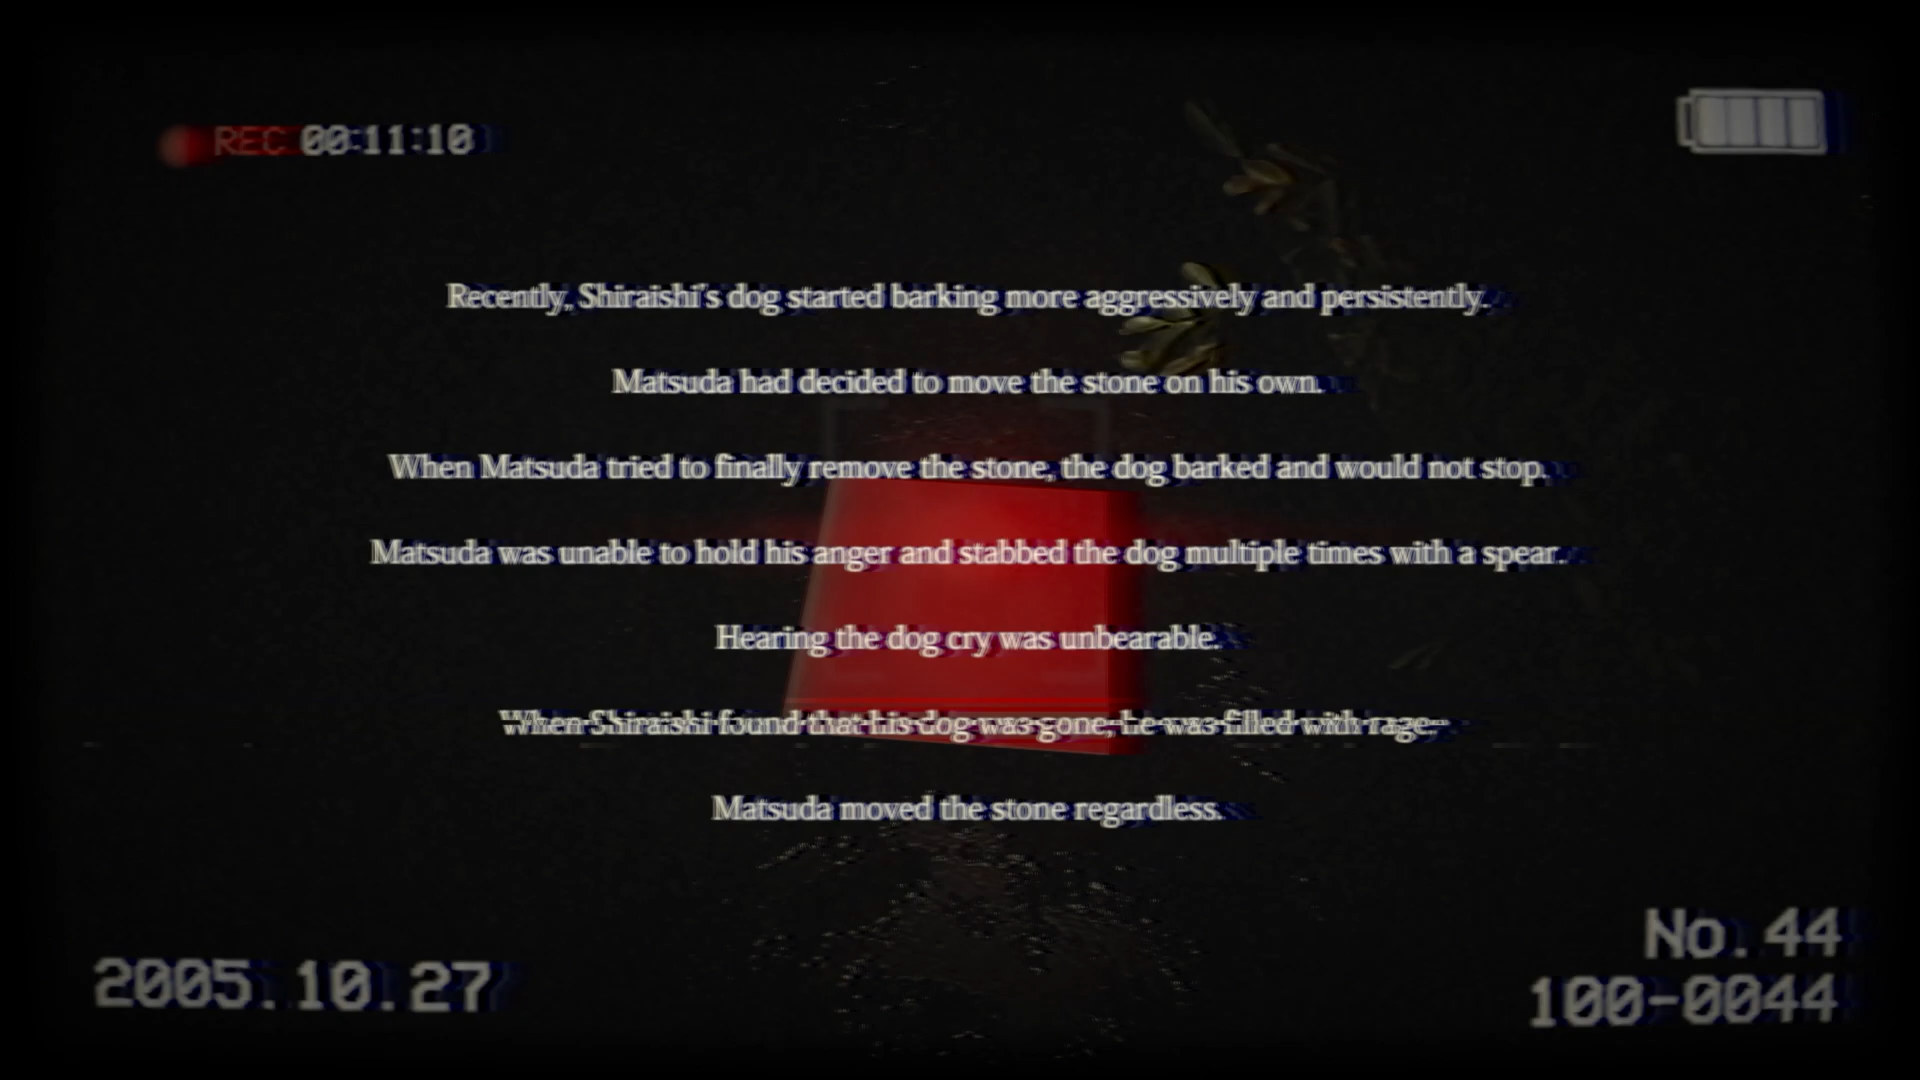 REC 00:11:10
Recently, Shiraishi's dog started barking more aggressively and persistently.
Matsuda had decided to move the stone on his own.
When Matsuda tried to finally remove the stone, the dog barked and would not stop.
Matsuda was unable to hold his anger and stabbed the dog multiple times with a spear.
Hearing the dog cry was unbearable.
When Shiraishi found that his dog was gone, he was filled with rage.
Matsuda moved the stone regardless.
2005.10.27
No.44
100-0044